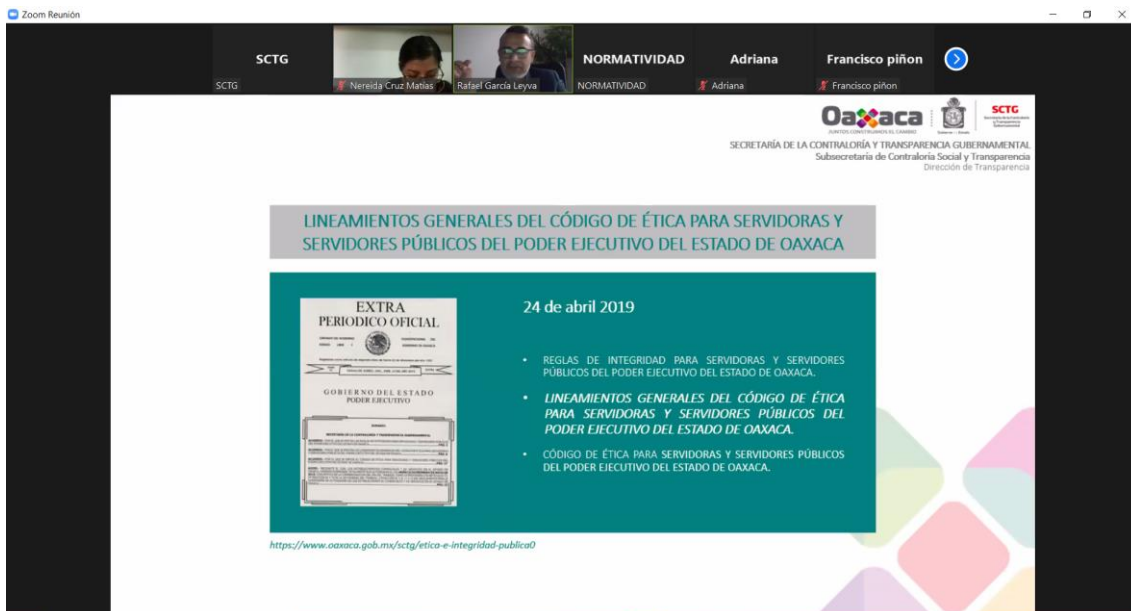 Zoom Reunión
SCTG
NORMATIVIDAD
Adriana
Francisco piñon
SCTG
Nereida Cruz Matias
Rafael García Leyva
NORMATIVIDAD
Adriana
Francisco piñon
Oaxaca
JUNTOS CONSTRUIMOS EL CAMBIO
SCTG
SECRETARÍA DE LA CONTRALORÍA Y TRANSPARENCIA GUBERNAMENTAL
Subsecretaria de Contraloría Social y Transparencia
Dirección de Transparencia
LINEAMIENTOS GENERALES DEL CÓDIGO DE ÉTICA PARA SERVIDORAS Y
SERVIDORES PÚBLICOS DEL PODER EJECUTIVO DEL ESTADO DE OAXACA
EXTRA
PERIODICO OFICIAL
GOBIERNO DEL ESTADO
PODER EJECUTIVO
24 de abril 2019
• REGLAS DE INTEGRIDAD PARA SERVIDORAS Y SERVIDORES
PÚBLICOS DEL PODER EJECUTIVO DEL ESTADO DE OAXACA.
• LINEAMIENTOS GENERALES DEL CÓDIGO DE ÉTICA
PARA SERVIDORAS Y SERVIDORES PÚBLICOS DEL
PODER EJECUTIVO DEL ESTADO DE OAXACA.
• CÓDIGO DE ÉTICA PARA SERVIDORAS Y SERVIDORES PÚBLICOS
DEL PODER EJECUTIVO DEL ESTADO DE OAXACA.
https://www.oaxaca.gob.mx/sctg/etica-e-integridad-publica0